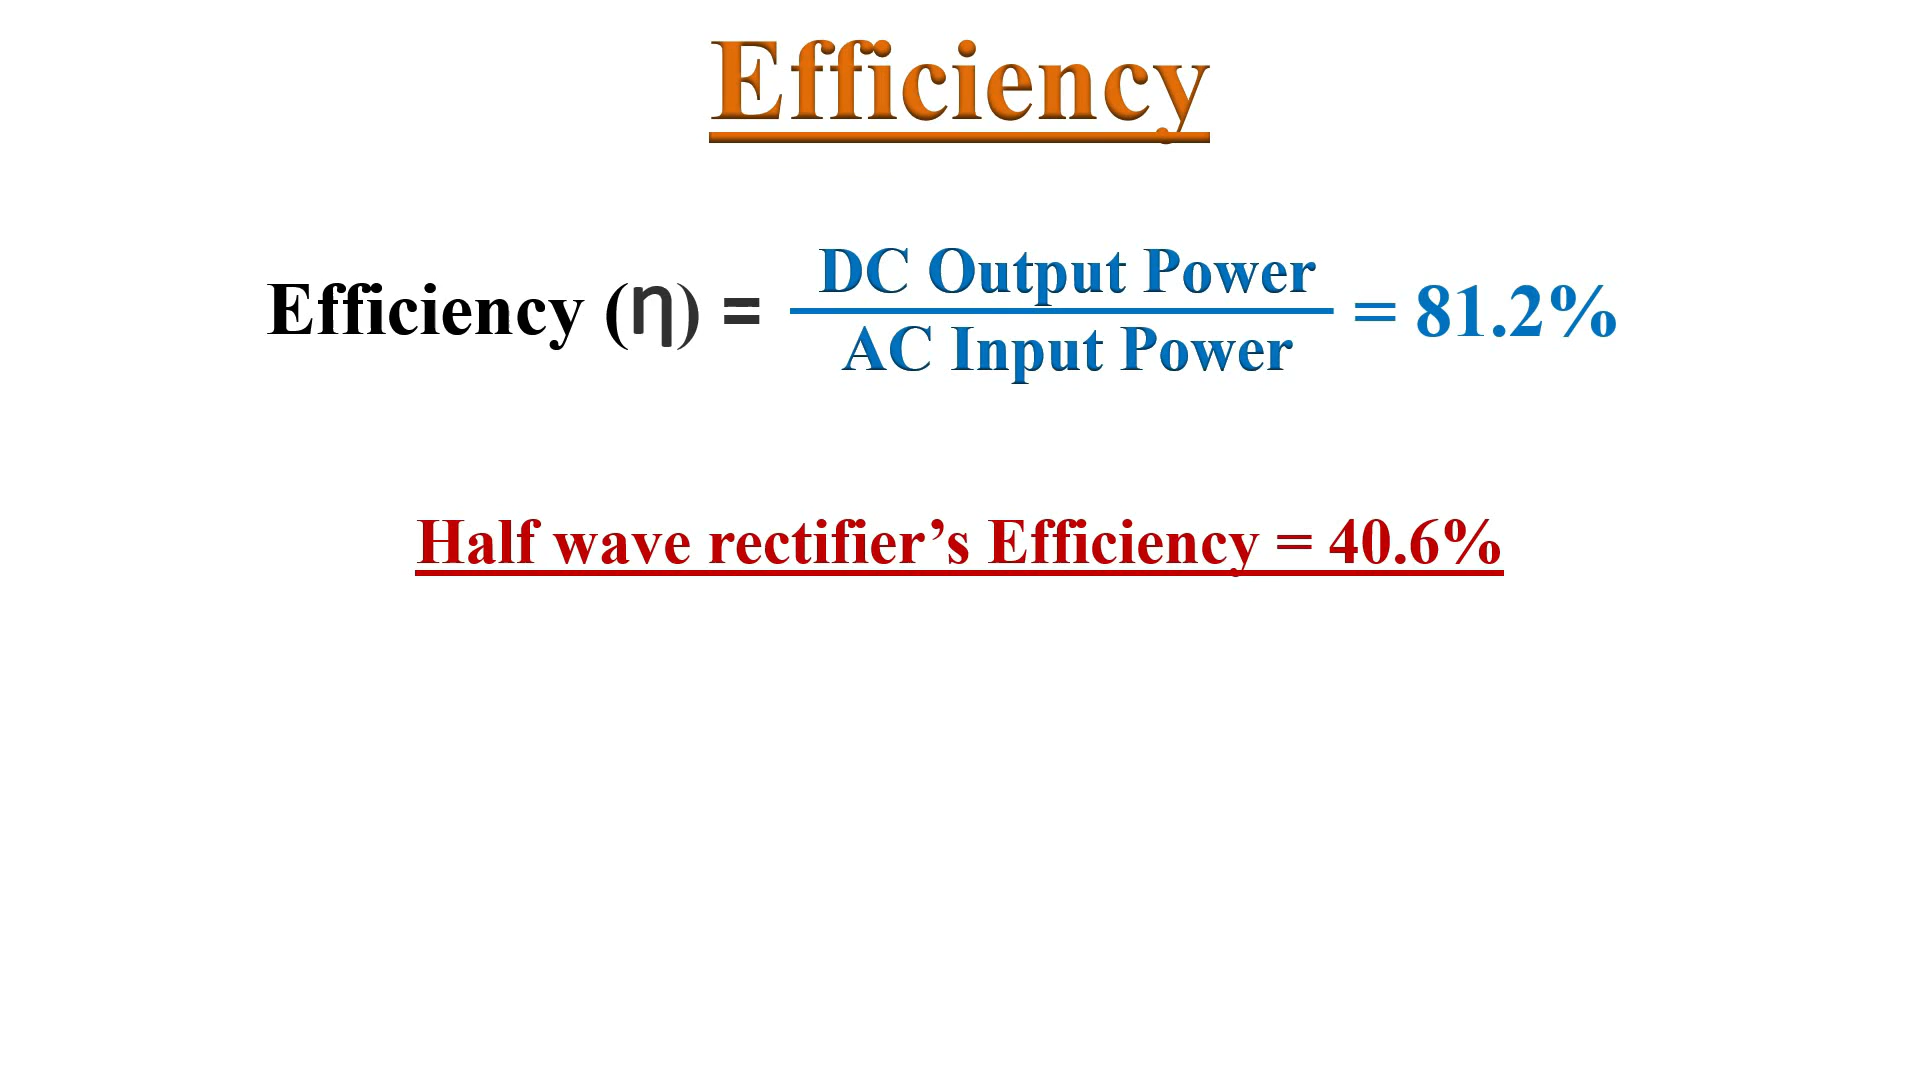 Efficiency
Efficiency (η) = DC Output Power / AC Input Power = 81.2%
Half wave rectifier’s Efficiency = 40.6%